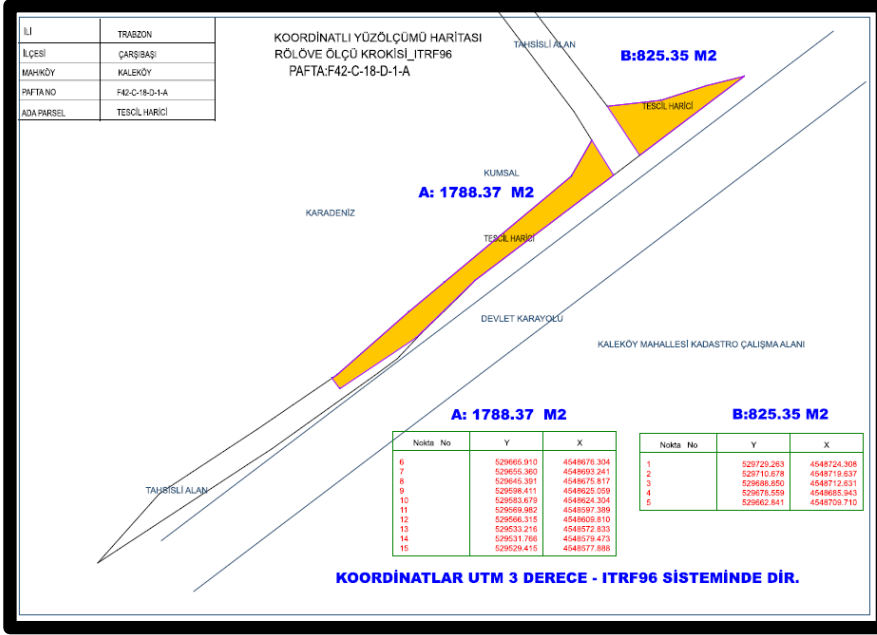 İLİ TRABZON
İLÇESİ ÇARŞIBAŞI
MAH/KÖY KALEKÖY
PAFTA NO F42-C-18-D-1-A
ADA PARSEL TESCİL HARİCİ
KOORDİNATLI YÜZÖLÇÜMÜ HARİTASI
RÖLÖVE ÖLÇÜ KROKİSİ_ITRF96
PAFTA:F42-C-18-D-1-A
TAHSİSLİ ALAN
B:825.35 M2
TESCİL HARİCİ
KUMSAL
A: 1788.37 M2
KARADENİZ
TESCİL HARİCİ
DEVLET KARAYOLU
KALEKÖY MAHALLESİ KADASTRO ÇALIŞMA ALANI
TAHSİSLİ ALAN
A: 1788.37 M2
Nokta No Y X
6 529665.910 4548676.304
7 529655.360 4548693.241
8 529645.391 4548675.817
9 529598.411 4548625.059
10 529583.679 4548624.304
11 529569.982 4548597.389
12 529566.315 4548609.810
13 529533.216 4548572.833
14 529531.766 4548579.473
15 529529.415 4548577.888
B:825.35 M2
Nokta No Y X
1 529729.263 4548724.308
2 529710.678 4548719.637
3 529686.850 4548712.631
4 529676.559 4548685.943
5 529662.641 4548709.710
KOORDİNATLAR UTM 3 DERECE - ITRF96 SİSTEMİNDE DİR.